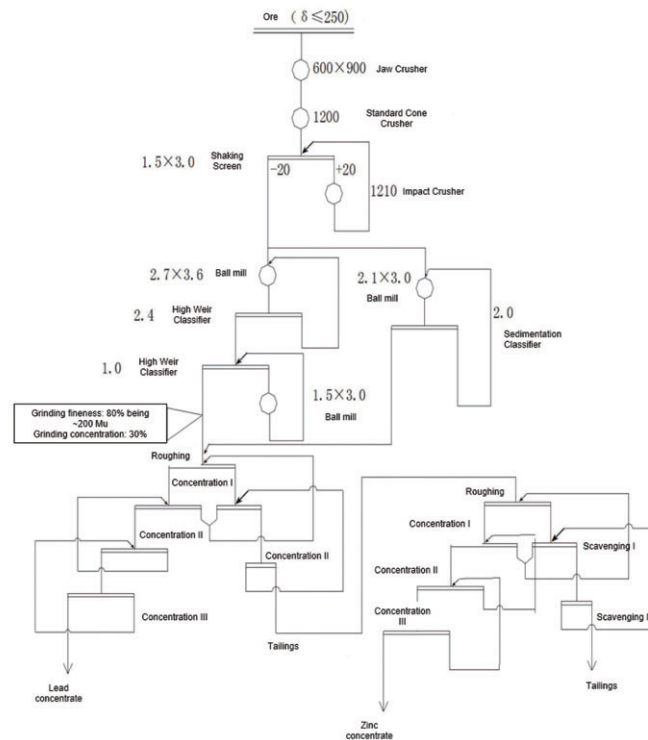 Ore (δ≤250)
600×900 Jaw Crusher
1200 Standard Cone
Crusher
1.5×3.0 Shaking
Screen
-20 +20
1210 Impact Crusher
2.7×3.6 Ball mill
2.1×3.0
Ball mill
2.4 High Weir
Classifier
2.0
Sedimentation
Classifier
1.0 High Weir
Classifier
1.5×3.0
Ball mill
Grinding fineness: 80% being
~200 Mu
Grinding concentration: 30%
Roughing
Concentration I
Concentration II
Concentration II
Concentration III
Tailings
Lead
concentrate
Roughing
Concentration I
Scavenging I
Concentration II
Concentration
III
Scavenging I
Tailings
Zinc
concentrate